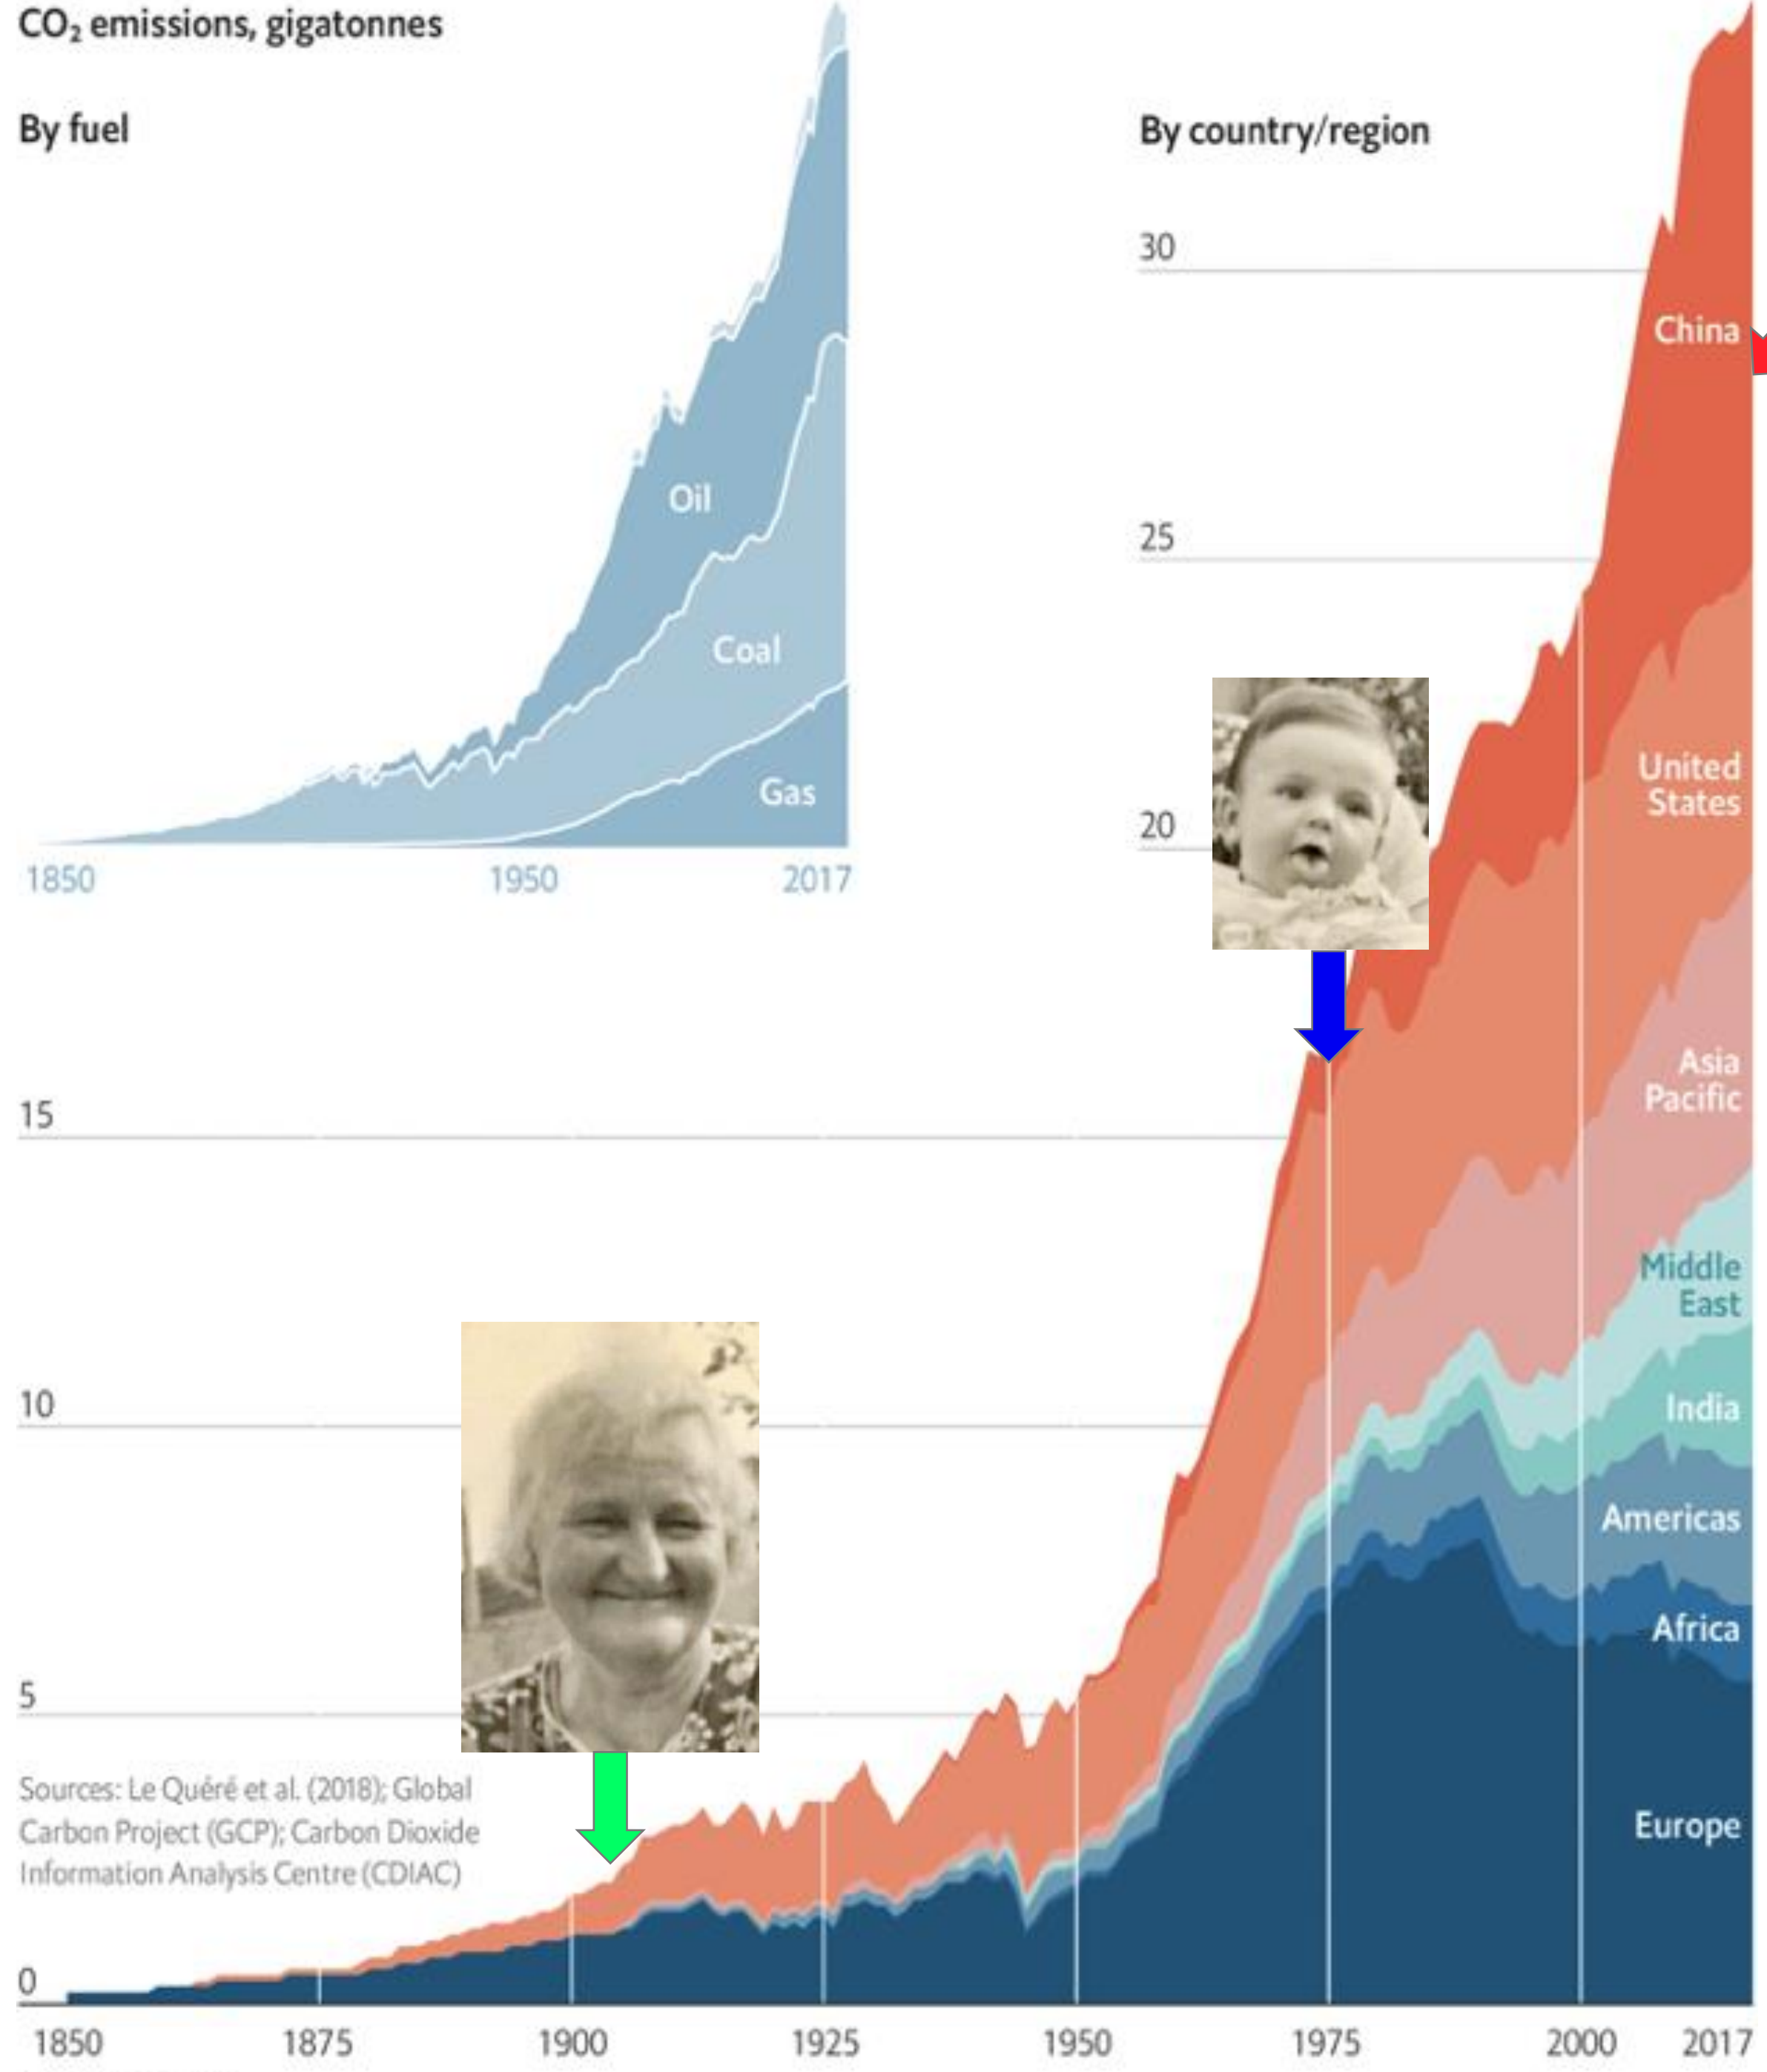 CO₂ emissions, gigatonnes
By fuel
By country/region
30
China
25
Oil
Coal
United
States
Gas
20
1850 1950 2017
Asia
Pacific
15
Middle
East
10
India
Americas
Africa
5
Sources: Le Quéré et al. (2018); Global
Carbon Project (GCP); Carbon Dioxide
Information Analysis Centre (CDIAC)
Europe
0
1850 1875 1900 1925 1950 1975 2000 2017